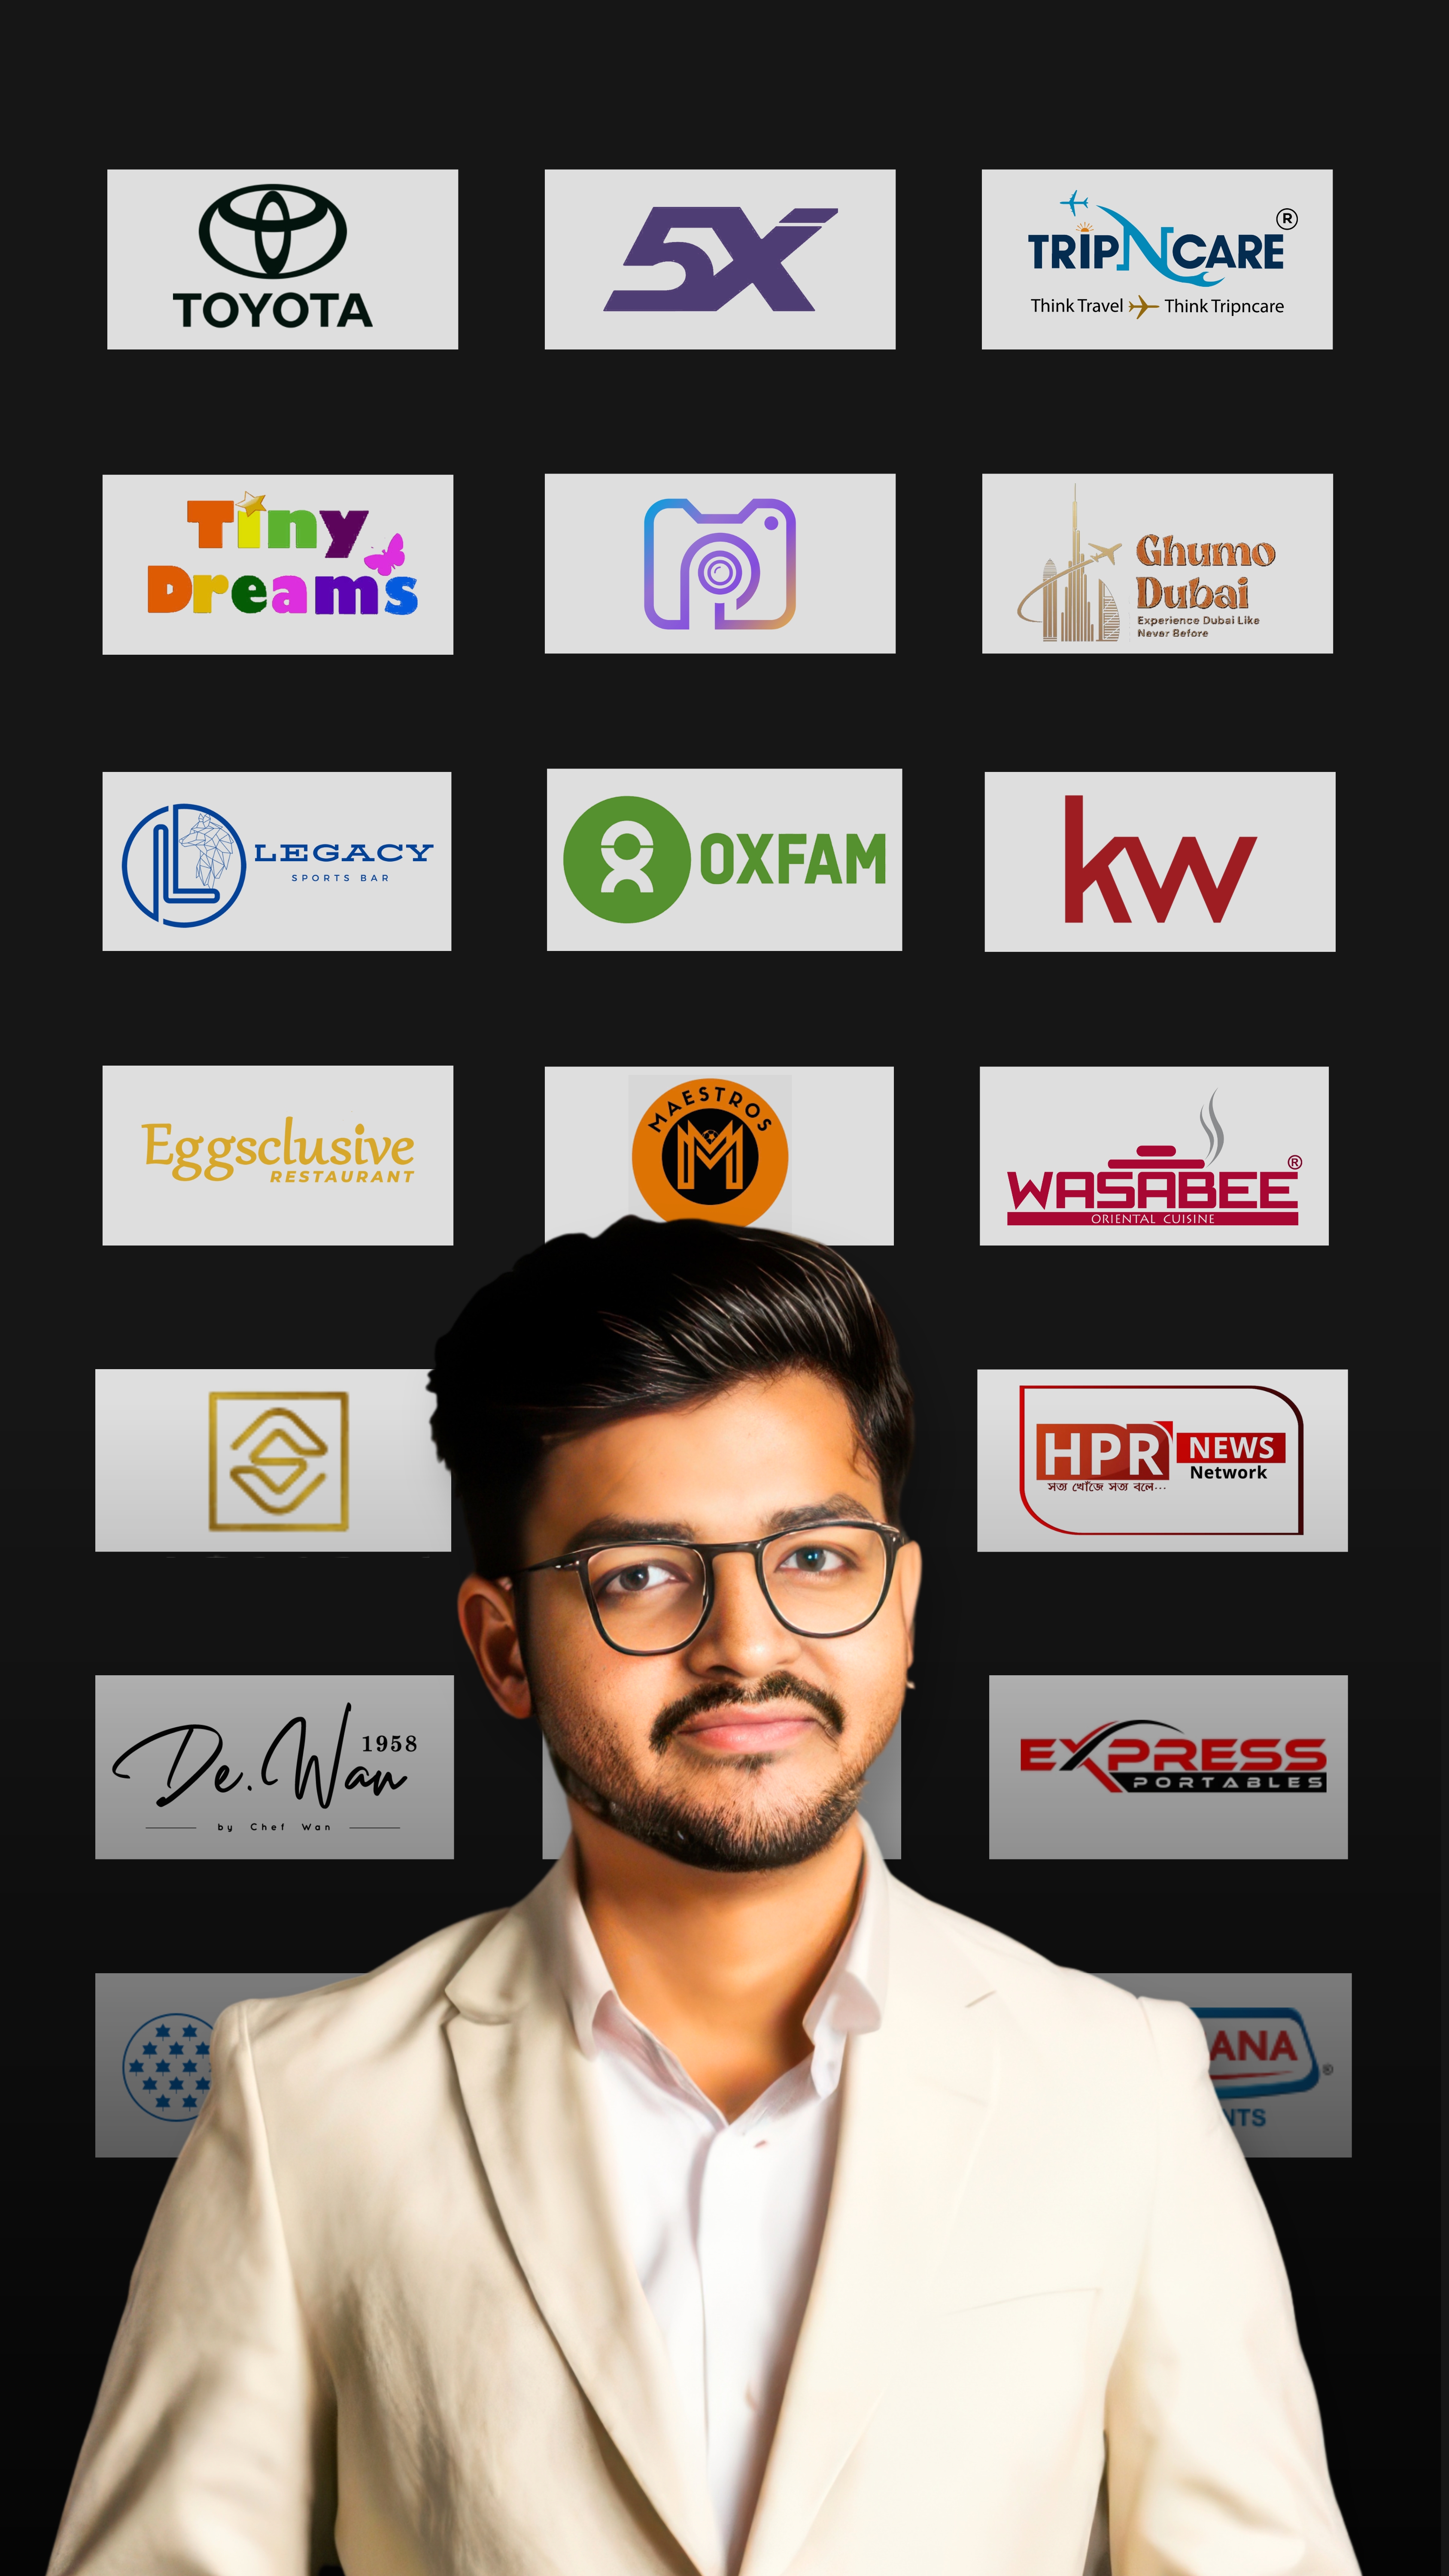 TOYOTA
5X
TRIPNCARE ®
Think Travel Think Tripncare
Tiny
Dreams
Ghumo
Dubai
Experience Dubai Like
Never Before
LEGACY
SPORTS BAR
OXFAM
kw
Eggsclusive
RESTAURANT
MAESTROS
M
WASABEE ®
ORIENTAL CUISINE
HPR NEWS
Network
সত্য খোঁজে সত্য বলে...
De.Wan 1958
by Chef Wan
EXPRESS
PORTABLES
ANA ®
NTS